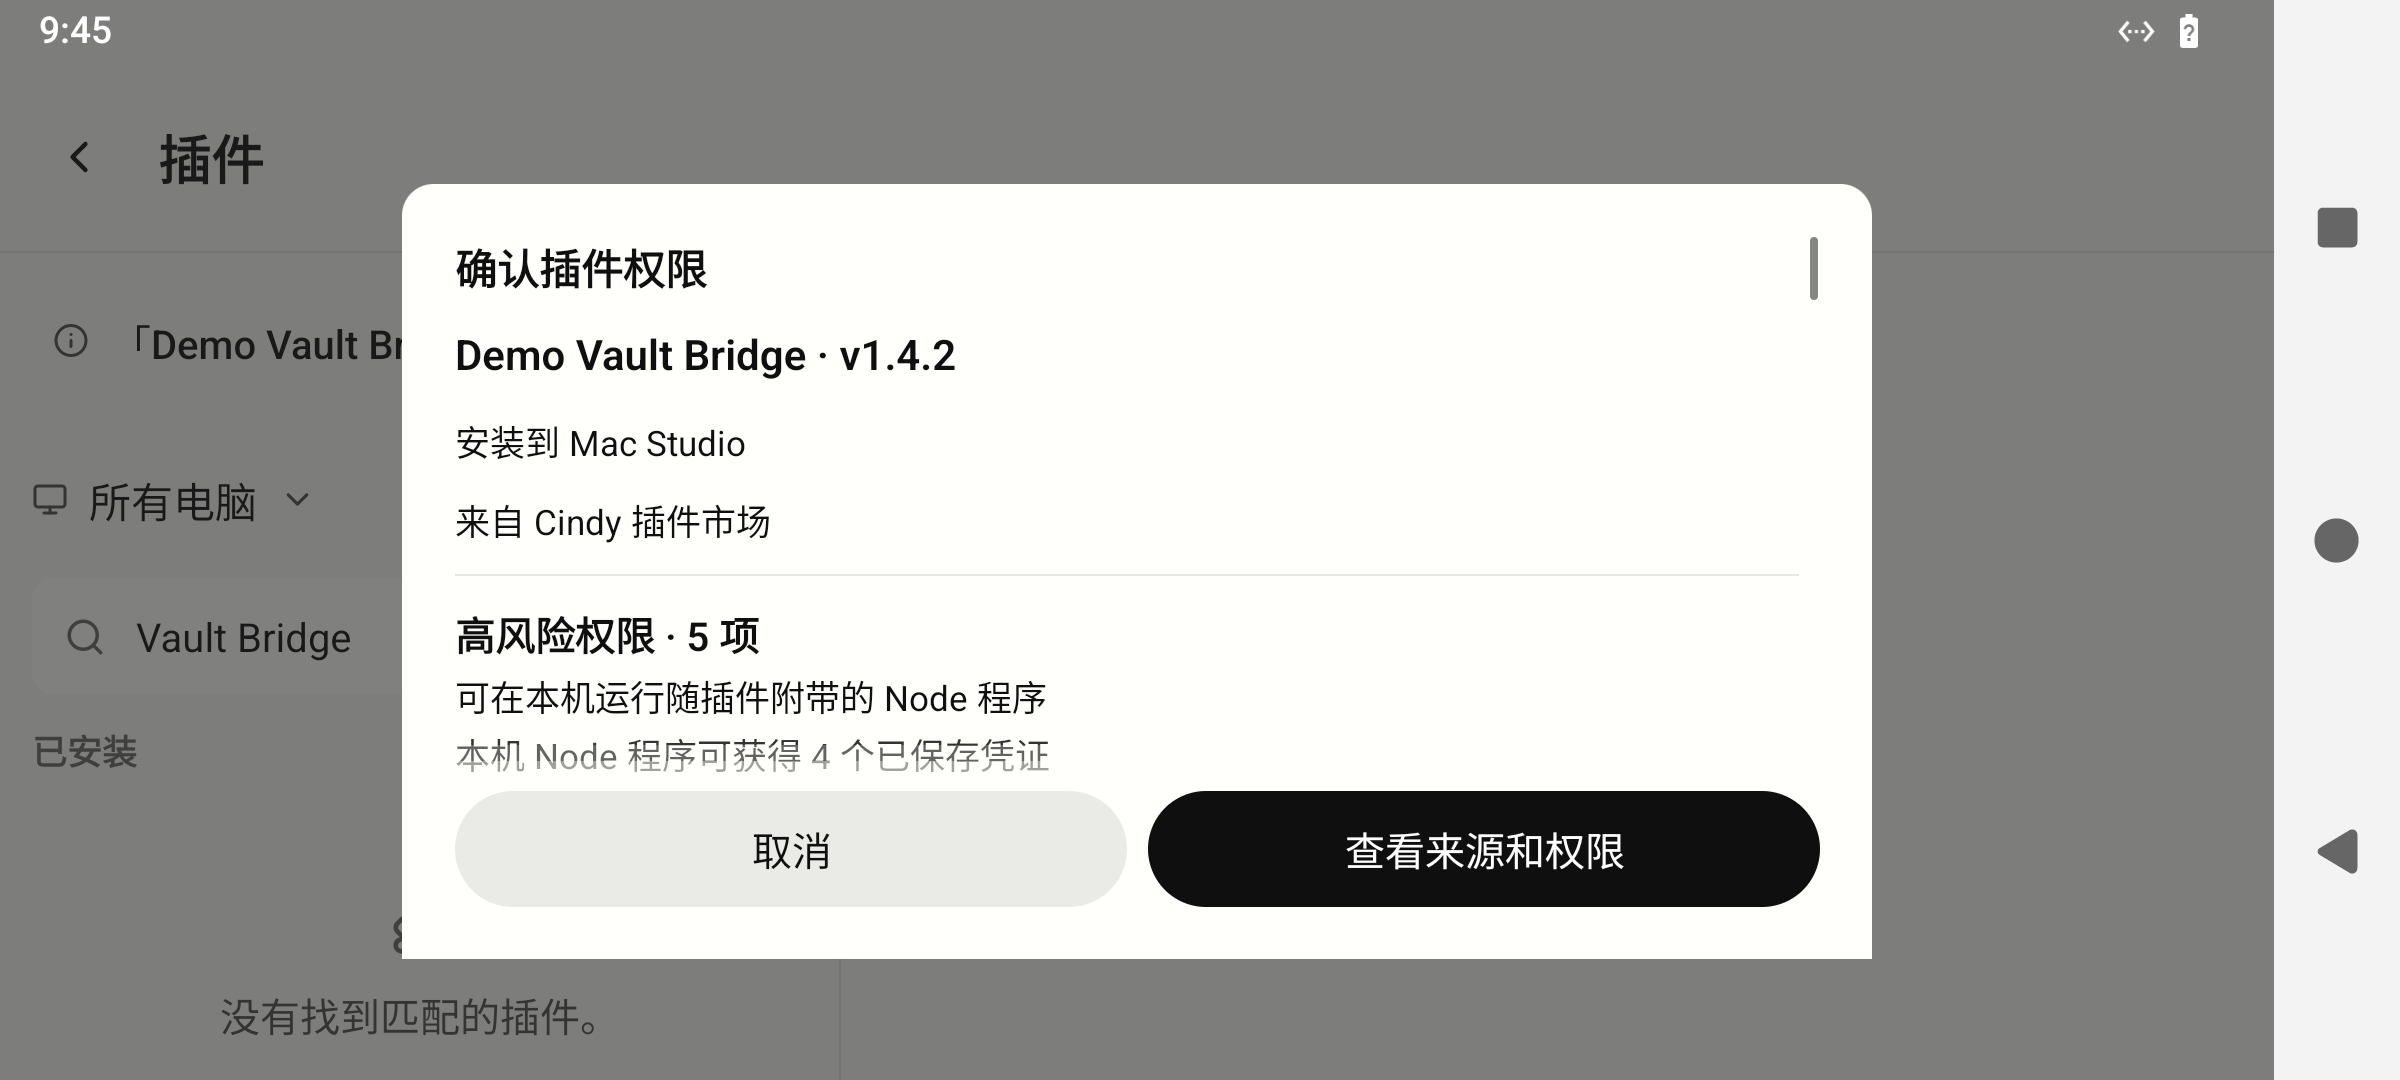 9:45
插件
「Demo Vault Br
所有电脑
Vault Bridge
已安装
没有找到匹配的插件。
确认插件权限
Demo Vault Bridge · v1.4.2
安装到 Mac Studio
来自 Cindy 插件市场
高风险权限 · 5 项
可在本机运行随插件附带的 Node 程序
本机 Node 程序可获得 4 个已保存凭证
取消
查看来源和权限